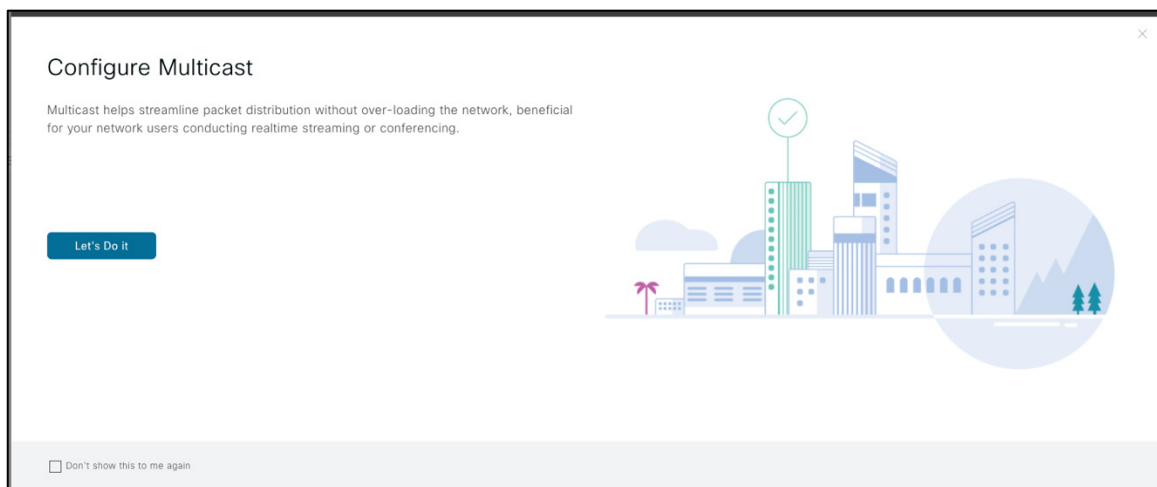 Configure Multicast
Multicast helps streamline packet distribution without over-loading the network, beneficial
for your network users conducting realtime streaming or conferencing.
Let's Do it
Don't show this to me again